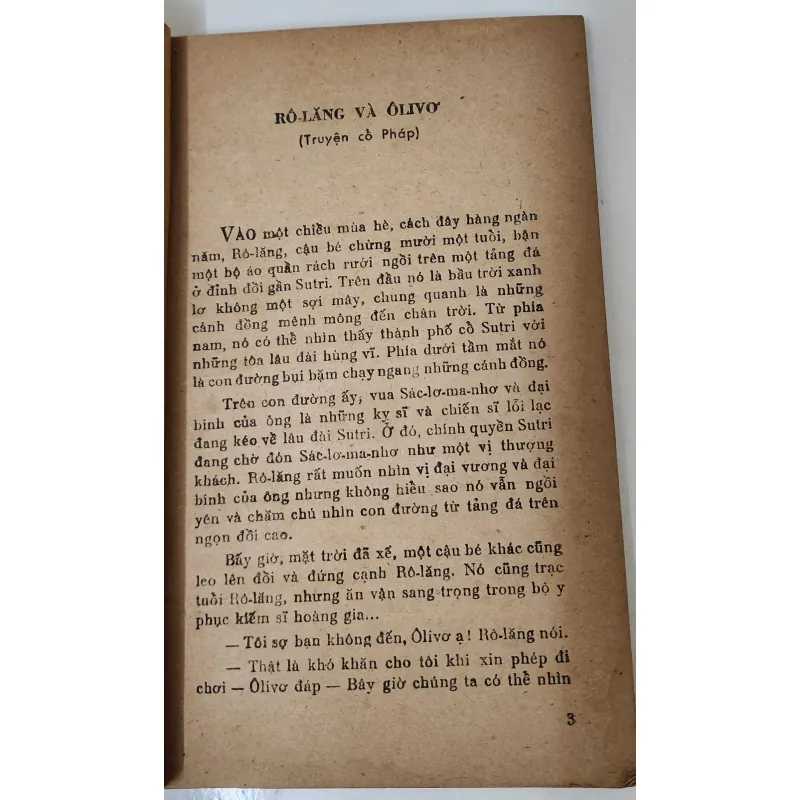 RÔ-LĂNG VÀ ÔLIVƠ
(Truyện cổ Pháp)
VÀO một chiều mùa hè, cách đây hàng ngàn
năm, Rô-lăng, cậu bé chừng mười một tuổi, bận
một bộ áo quần rách rưới ngồi trên một tảng đá
ở đỉnh đồi gần Sutri. Trên đầu nó là bầu trời xanh
lơ không một sợi mây, chung quanh là những
cánh đồng mênh mông đến chân trời. Từ phía
nam, nó có thể nhìn thấy thành phố cổ Sutri với
những tòa lâu đài hùng vĩ. Phía dưới tầm mắt nó
là con đường bụi bặm chạy ngang những cánh đồng.
Trên con đường ấy, vua Sác-lơ-ma-nhơ và đại
binh của ông là những kỵ sĩ và chiến sĩ lỗi lạc
đang kéo về lâu đài Sutri. Ở đó, chính quyền Sutri
đang chờ đón Sác-lơ-ma-nhơ như một vị thượng
khách. Rô-lăng rất muốn nhìn vị đại vương và đại
binh của ông nhưng không hiểu sao nó vẫn ngồi
yên và chăm chú nhìn con đường từ tảng đá trên
ngọn đồi cao.
Bấy giờ, mặt trời đã xế, một cậu bé khác cũng
leo lên đồi và đứng cạnh Rô-lăng. Nó cũng trạc
tuổi Rô-lăng, nhưng ăn vận sang trọng trong bộ y
phục kiếm sĩ hoàng gia...
— Tôi sợ bạn không đến, Ôlivơ ạ! Rô-lăng nói.
— Thật là khó khăn cho tôi khi xin phép đi
chơi — Ôlivơ đáp — Bây giờ chúng ta có thể nhìn
3